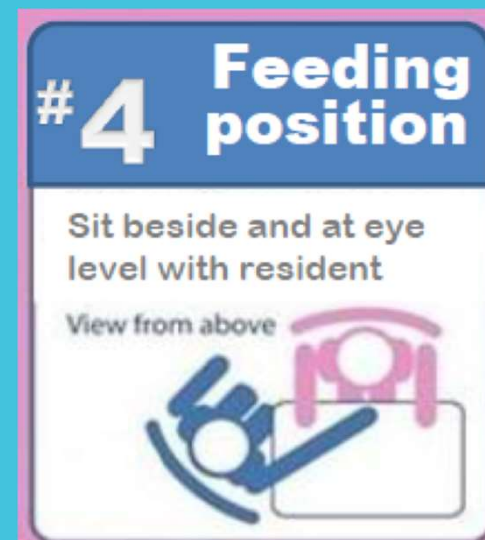 #4 Feeding
position
Sit beside and at eye
level with resident
View from above